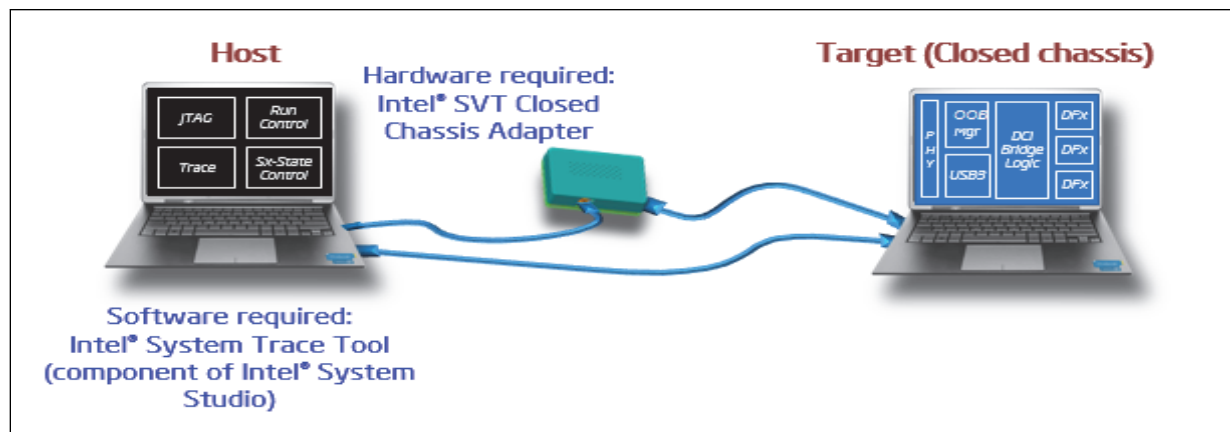 Host
JTAG
Run
Control
Trace
Sx-State
Control
Hardware required:
Intel® SVT Closed
Chassis Adapter
Target (Closed chassis)
P
H
Y
OOB
Mgr
USB3
DCI
Bridge
Logic
DFx
DFx
DFx
Software required:
Intel® System Trace Tool
(component of Intel® System
Studio)